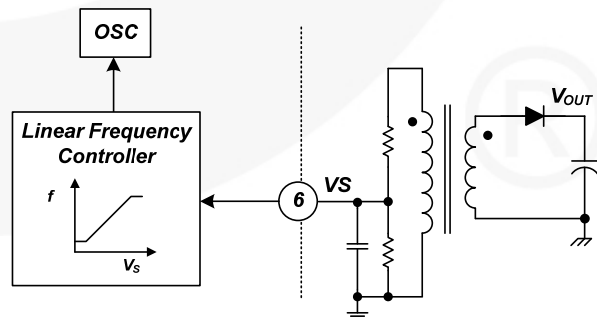 OSC
Linear Frequency
Controller
f
VS
6
VS
VOUT
®